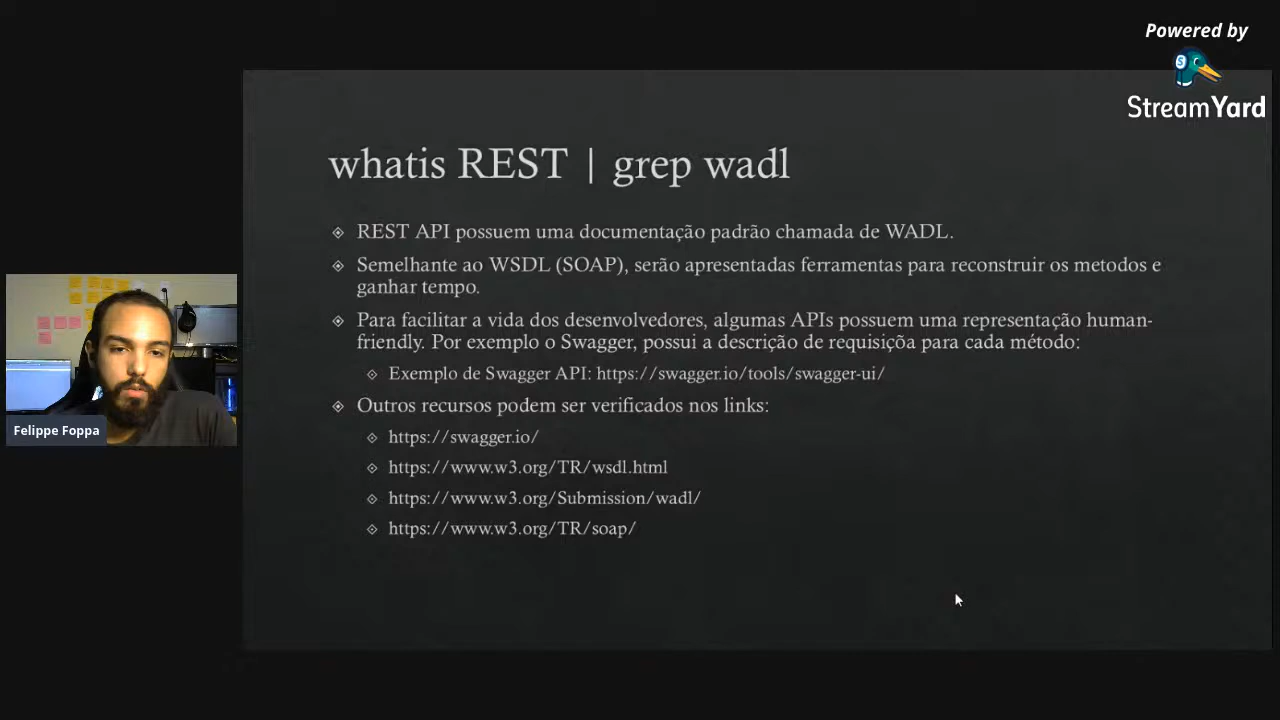 Powered by
StreamYard
whatis REST | grep wadl
REST API possuem uma documentação padrão chamada de WADL.
Semelhante ao WSDL (SOAP), serão apresentadas ferramentas para reconstruir os metodos e
ganhar tempo.
Para facilitar a vida dos desenvolvedores, algumas APIs possuem uma representação human-
friendly. Por exemplo o Swagger, possui a descrição de requisiçõa para cada método:
Exemplo de Swagger API: https://swagger.io/tools/swagger-ui/
Outros recursos podem ser verificados nos links:
https://swagger.io/
https://www.w3.org/TR/wsdl.html
https://www.w3.org/Submission/wadl/
https://www.w3.org/TR/soap/
Felippe Foppa